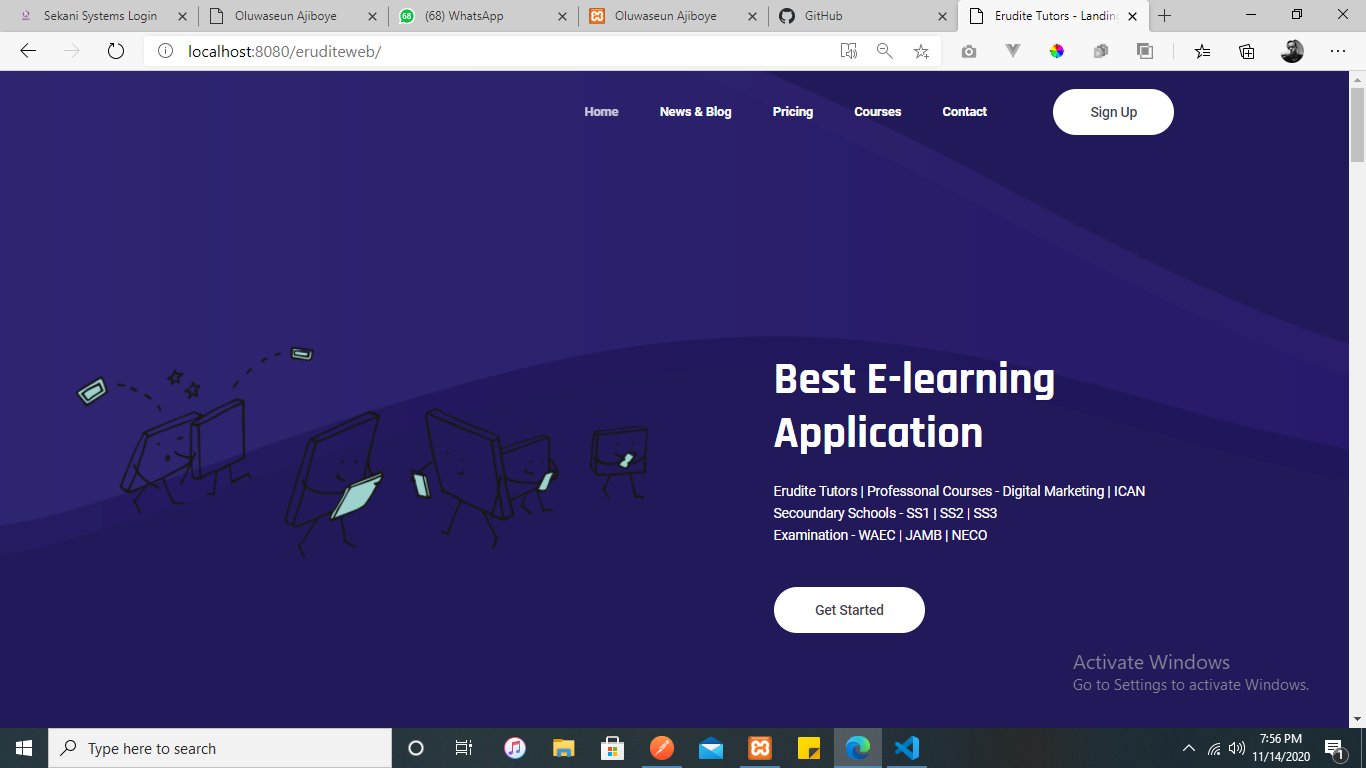 Sekani Systems Login
Oluwaseun Ajiboye
68
(68) WhatsApp
Oluwaseun Ajiboye
GitHub
Erudite Tutors - Landing
localhost:8080/eruditeweb/
Home
News & Blog
Pricing
Courses
Contact
Sign Up
Best E-learning
Application
Erudite Tutors | Professonal Courses - Digital Marketing | ICAN
Secoundary Schools - SS1 | SS2 | SS3
Examination - WAEC | JAMB | NECO
Get Started
Activate Windows
Go to Settings to activate Windows.
Type here to search
7:56 PM
11/14/2020
1